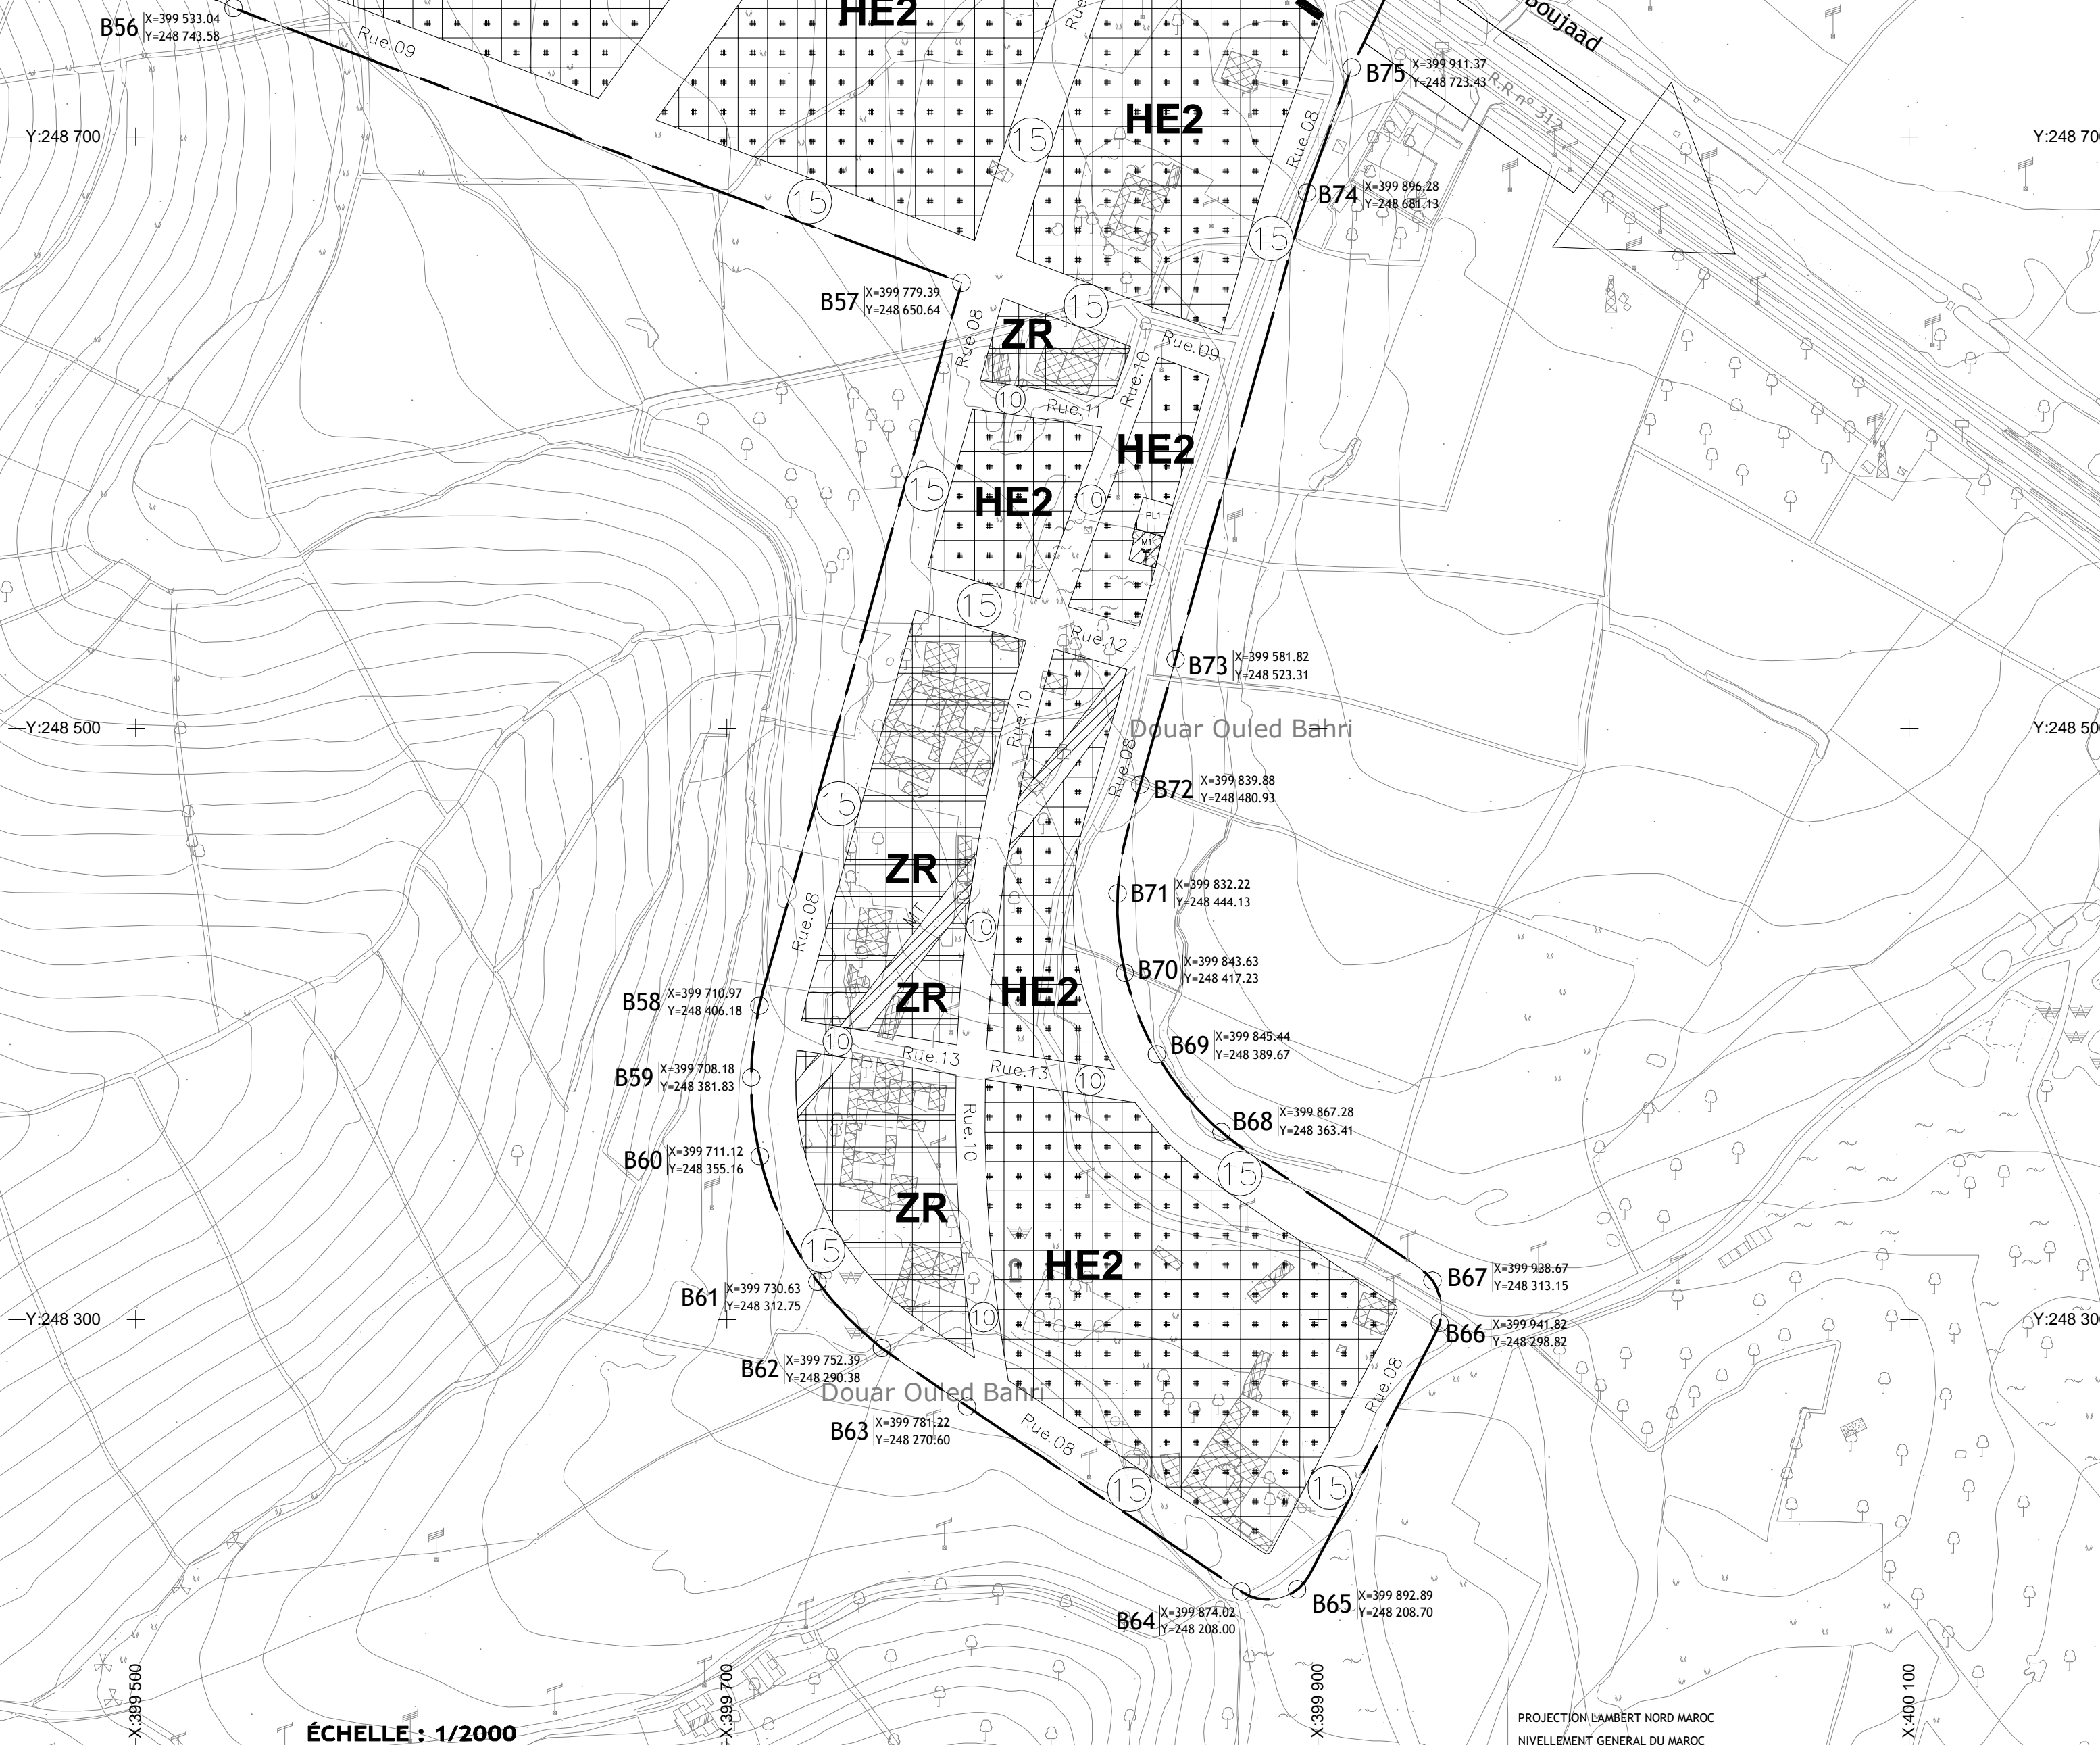 HE2
Boujaad
B56 X=399 533.04
Y=248 743.58
Rue.09
Rue
B75 X=399 911.37
Y=248 723.43
R.R n° 312
HE2
Rue.08
Y:248 700
15
Y:248 70
B74 X=399 896.28
Y=248 681.13
15
15
B57 X=399 779.39
Y=248 650.64
15
Rue.08
ZR
Rue.09
Rue.10
10
Rue.11
HE2
15
HE2
10
PL1
M1
15
Rue.12
B73 X=399 581.82
Y=248 523.31
Rue.10
Y:248 500
Douar Ouled Bahri
Y:248 50
Rue.08
B72 X=399 839.88
Y=248 480.93
15
ZR
B71 X=399 832.22
Y=248 444.13
MT
10
Rue.08
B70 X=399 843.63
Y=248 417.23
HE2
ZR
B58 X=399 710.97
Y=248 406.18
10
B69 X=399 845.44
Y=248 389.67
Rue.13
Rue.13
10
B59 X=399 708.18
Y=248 381.83
B68 X=399 867.28
Y=248 363.41
Rue.10
B60 X=399 711.12
Y=248 355.16
15
ZR
15
HE2
B67 X=399 938.67
Y=248 313.15
B61 X=399 730.63
Y=248 312.75
Y:248 300
10
Y:248 30
B66 X=399 941.82
Y=248 298.82
B62 X=399 752.39
Y=248 290.38
Rue.08
Douar Ouled Bahri
B63 X=399 781.22
Y=248 270.60
Rue.08
15
15
B64 X=399 874.02
Y=248 208.00
B65 X=399 892.89
Y=248 208.70
X:399 500
X:399 700
X:399 900
X:400 100
ÉCHELLE : 1/2000
PROJECTION LAMBERT NORD MAROC
NIVELLEMENT GENERAL DU MAROC